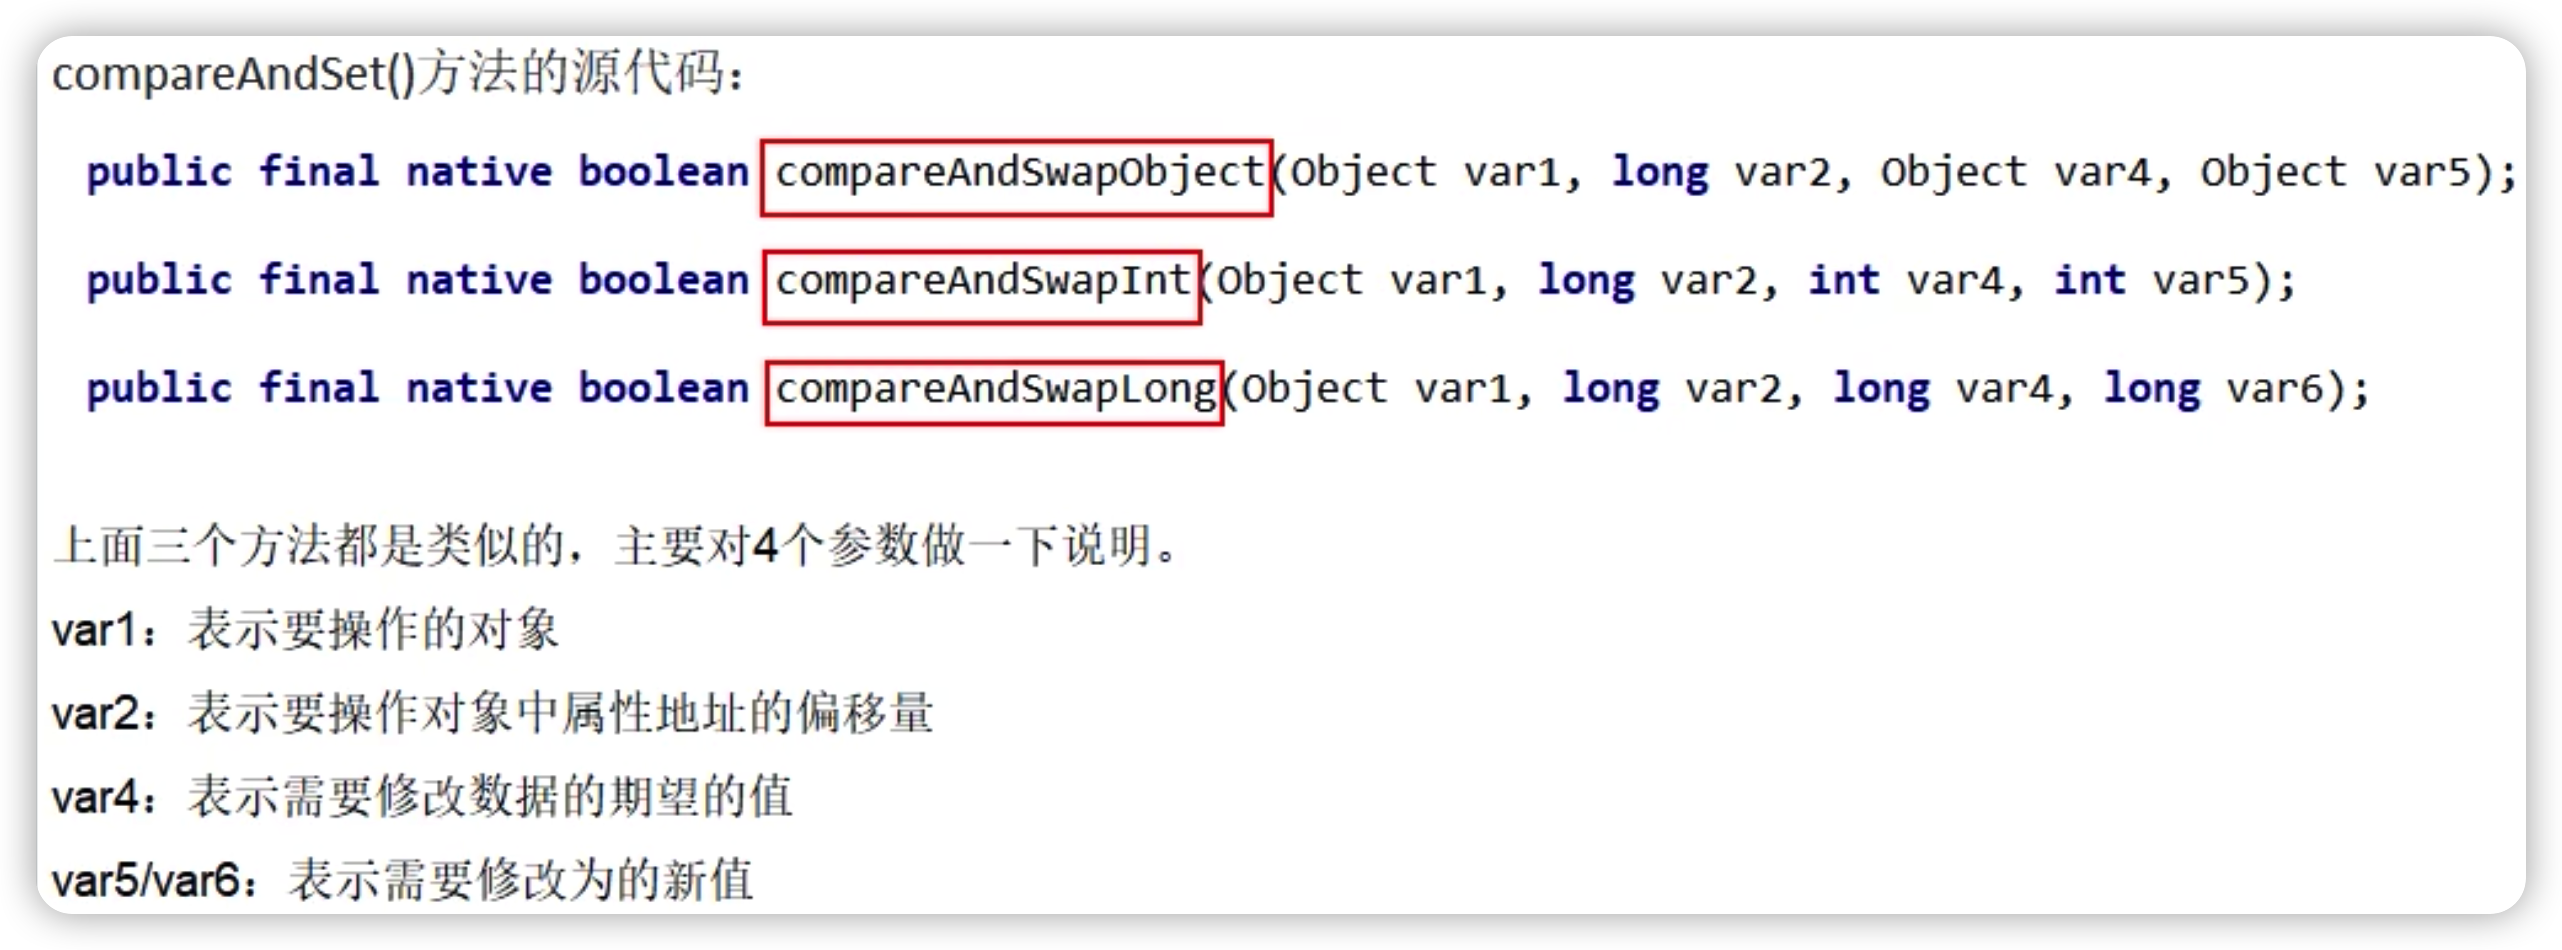 compareAndSet()方法的源代码：
public final native boolean compareAndSwapObject(Object var1, long var2, Object var4, Object var5);
public final native boolean compareAndSwapInt(Object var1, long var2, int var4, int var5);
public final native boolean compareAndSwapLong(Object var1, long var2, long var4, long var6);
上面三个方法都是类似的，主要对4个参数做一下说明。
var1：表示要操作的对象
var2：表示要操作对象中属性地址的偏移量
var4：表示需要修改数据的期望的值
var5/var6：表示需要修改为的新值